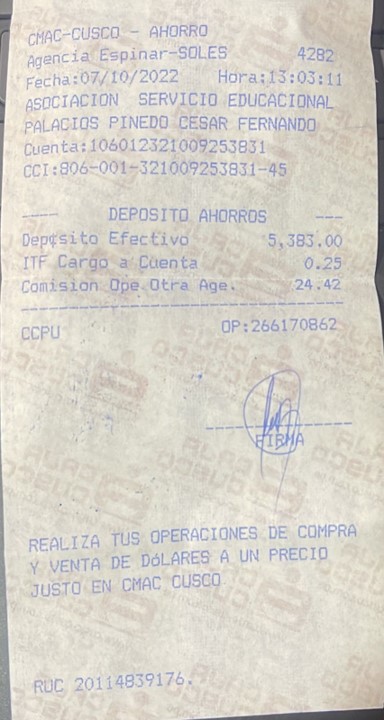 CMAC-CUSCO - AHORRO
Agencia Espinar-SOLES 4282
Fecha:07/10/2022 Hora:13:03:11
ASOCIACION SERVICIO EDUCACIONAL
PALACIOS PINEDO CESAR FERNANDO
Cuenta:106012321009253831
CCI:806-001-321009253831-45
---- DEPOSITO AHORROS ---
Depósito Efectivo 5,383.00
ITF Cargo a Cuenta 0.25
Comision Ope.Otra Age. 24.42
CCPU OP:266170862
FIRMA
REALIZA TUS OPERACIONES DE COMPRA
Y VENTA DE DóLARES A UN PRECIO
JUSTO EN CMAC CUSCO
RUC 20114839176.